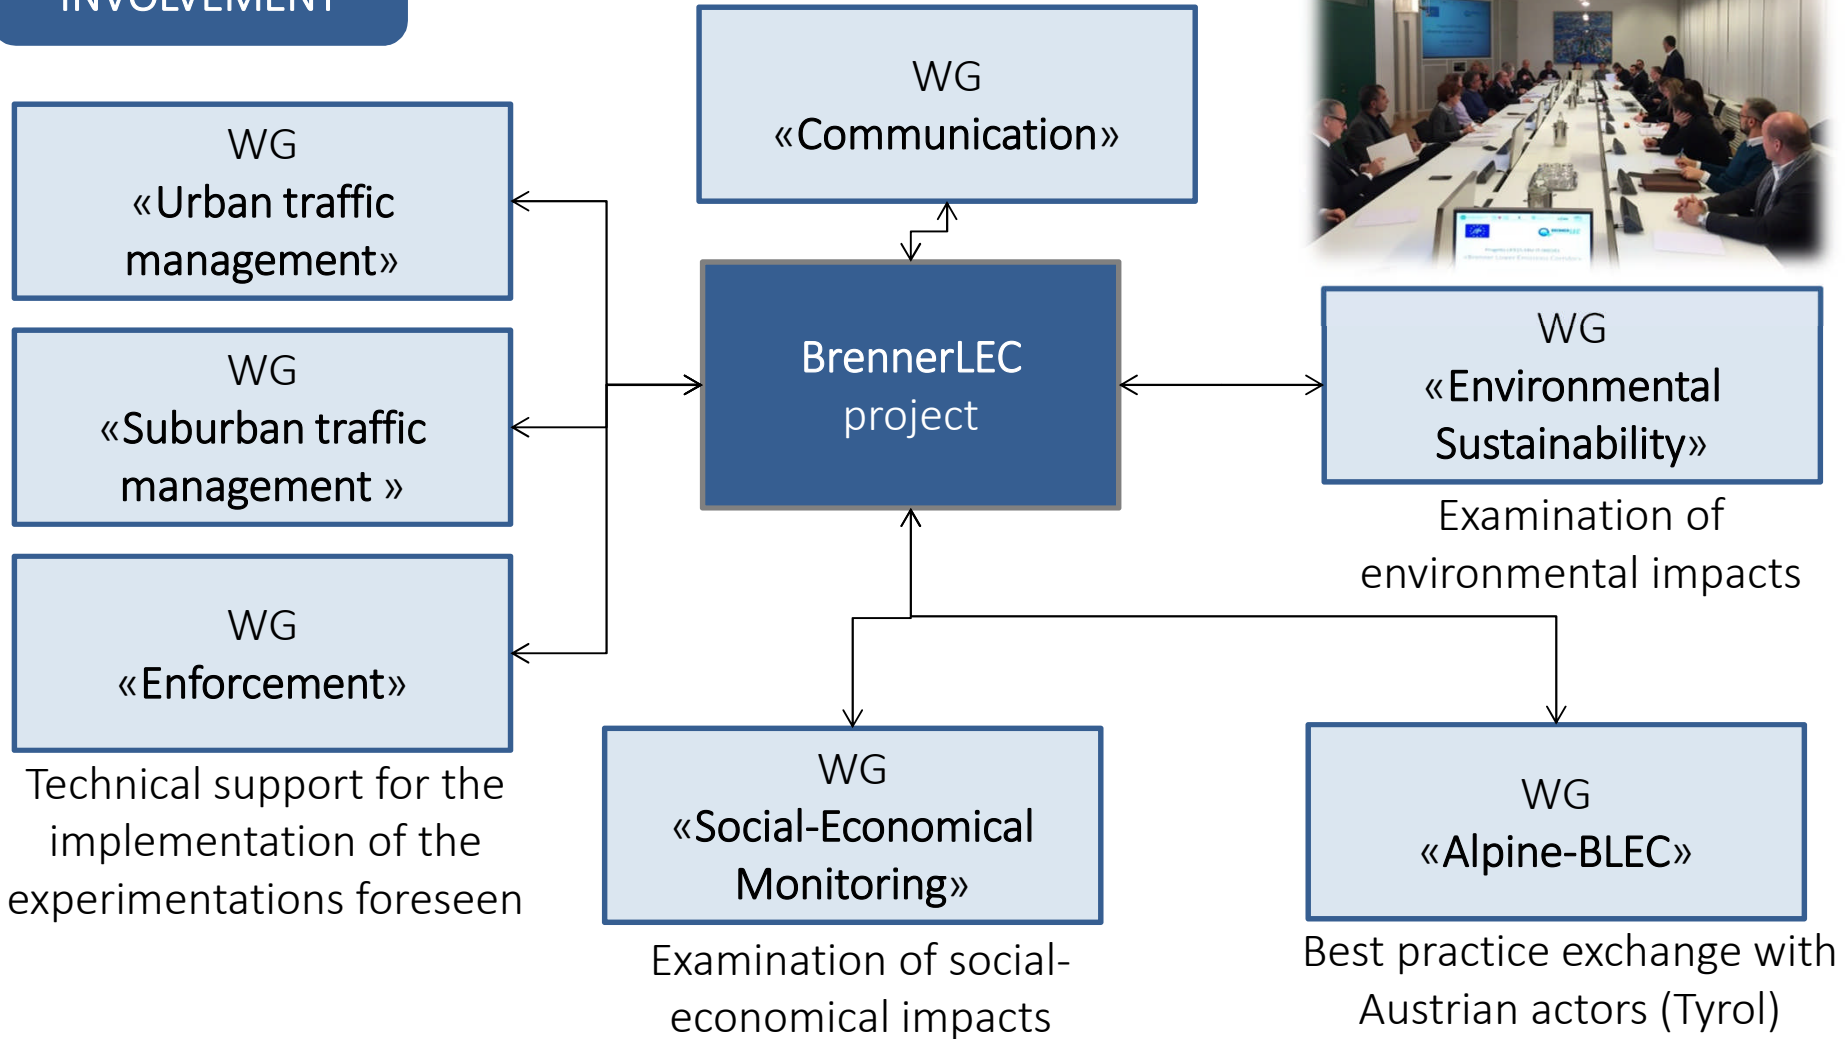 INVOLVEMENT
WG
«Communication»
WG
«Urban traffic
management»
WG
«Suburban traffic
management »
WG
«Enforcement»
Technical support for the
implementation of the
experimentations foreseen
BrennerLEC
project
WG
«Environmental
Sustainability»
Examination of
environmental impacts
WG
«Social-Economical
Monitoring»
Examination of social-
economical impacts
WG
«Alpine-BLEC»
Best practice exchange with
Austrian actors (Tyrol)